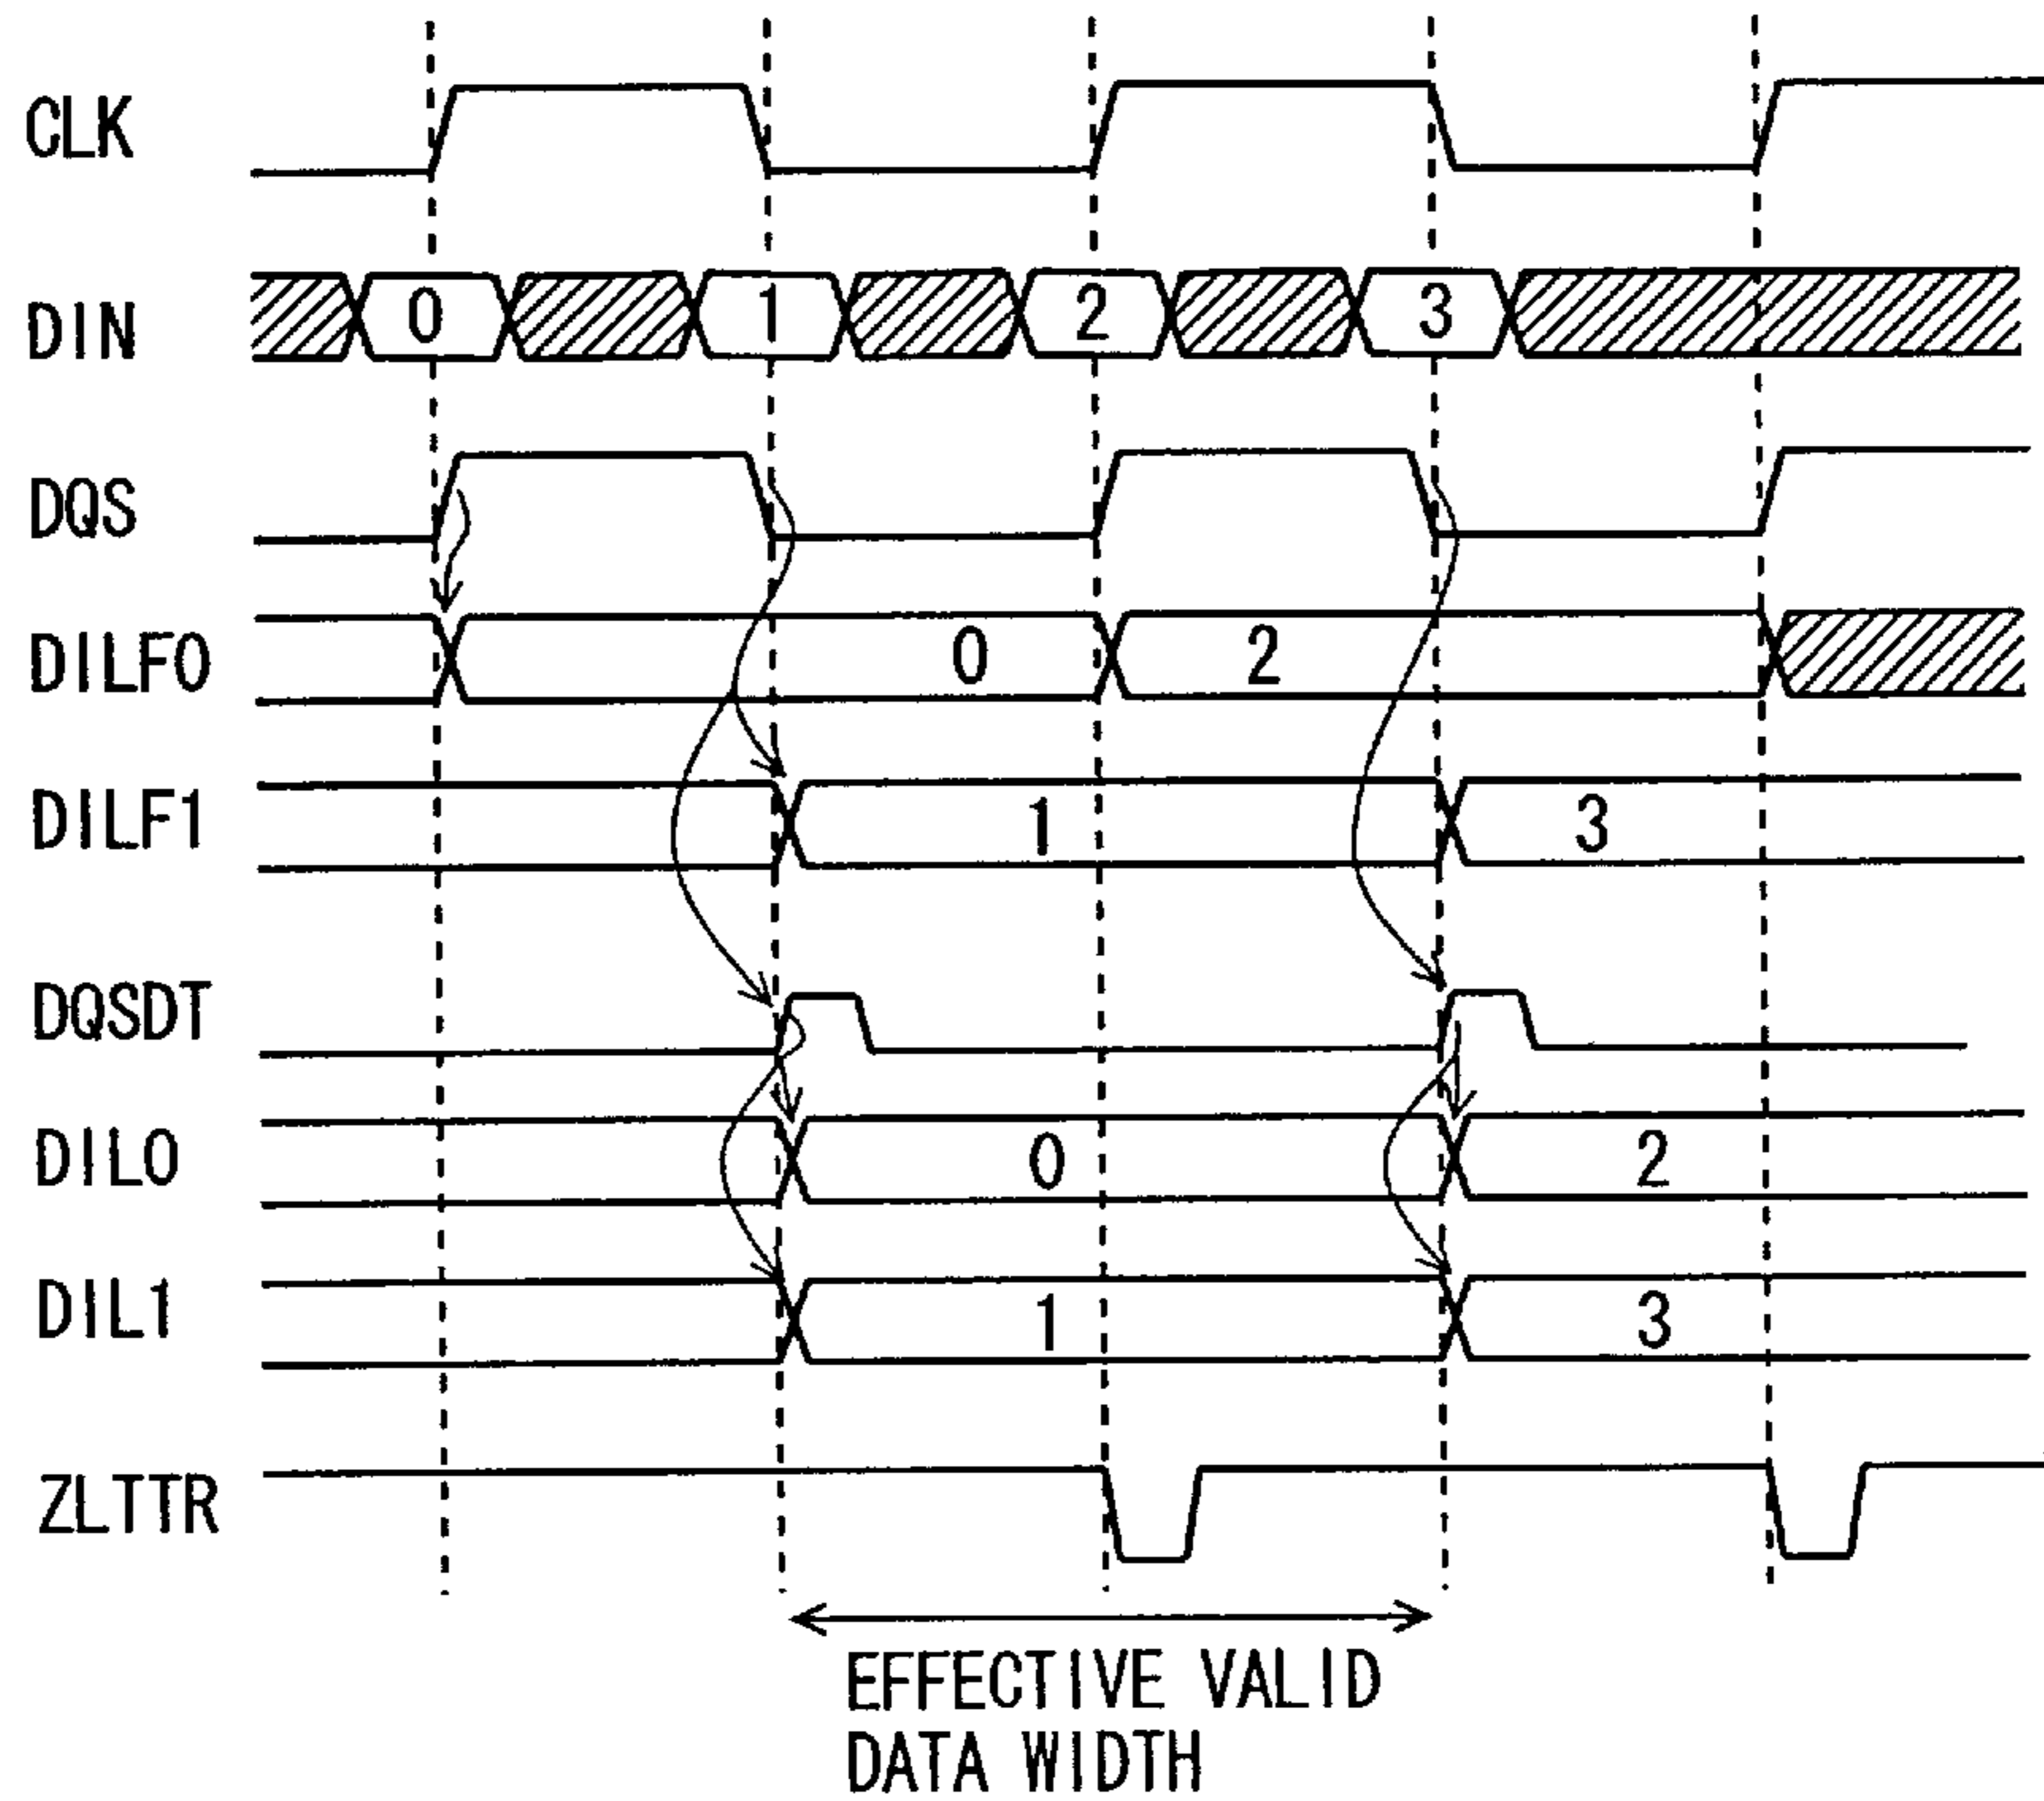 CLK
DIN 0 1 2 3
DQS
DILF0 0 2
DILF1 1 3
DQSDT
DIL0 0 2
DIL1 1 3
ZLTTR
EFFECTIVE VALID
DATA WIDTH